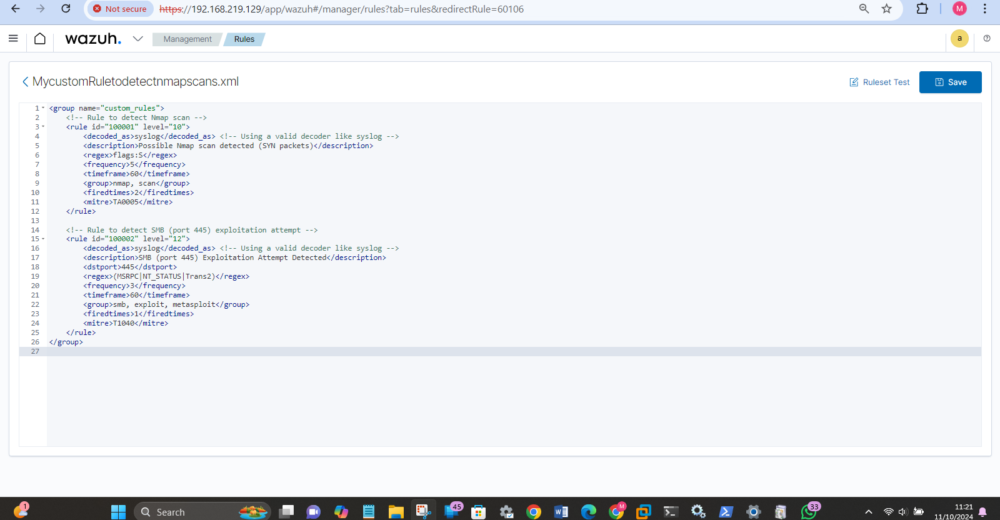 Not secure https://192.168.219.129/app/wazuh#/manager/rules?tab=rules&redirectRule=60106 M
wazuh. Management Rules a
MycustomRuletodetectnmapscans.xml Ruleset Test Save
1 <group name="custom_rules">
2 <!-- Rule to detect Nmap scan -->
3 <rule id="100001" level="10">
4 <decoded_as>syslog</decoded_as> <!-- Using a valid decoder like syslog -->
5 <description>Possible Nmap scan detected (SYN packets)</description>
6 <regex>flags:S</regex>
7 <frequency>5</frequency>
8 <timeframe>60</timeframe>
9 <group>nmap, scan</group>
10 <firedtimes>2</firedtimes>
11 <mitre>TA0005</mitre>
12 </rule>
13
14 <!-- Rule to detect SMB (port 445) exploitation attempt -->
15 <rule id="100002" level="12">
16 <decoded_as>syslog</decoded_as> <!-- Using a valid decoder like syslog -->
17 <description>SMB (port 445) Exploitation Attempt Detected</description>
18 <dstport>445</dstport>
19 <regex>(MSRPC|NT_STATUS|Trans2)</regex>
20 <frequency>3</frequency>
21 <timeframe>60</timeframe>
22 <group>smb, exploit, metasploit</group>
23 <firedtimes>1</firedtimes>
24 <mitre>T1040</mitre>
25 </rule>
26 </group>
27
1 Search 45 M 33 11:21
11/10/2024